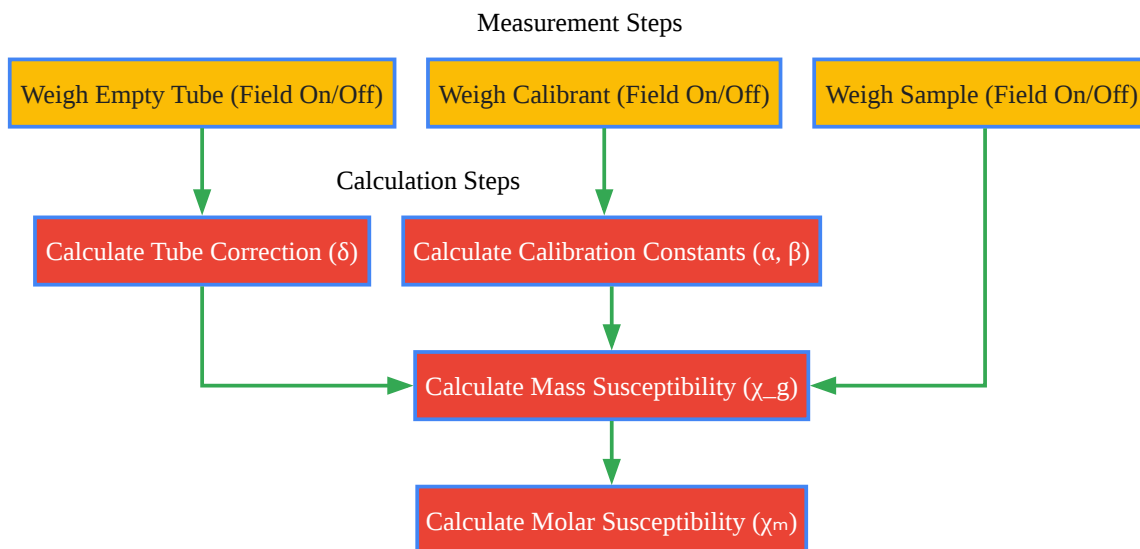 Measurement Steps
Weigh Empty Tube (Field On/Off)
Weigh Calibrant (Field On/Off)
Weigh Sample (Field On/Off)
Calculation Steps
Calculate Tube Correction (δ)
Calculate Calibration Constants (α, β)
Calculate Mass Susceptibility (χ_g)
Calculate Molar Susceptibility (χₘ)